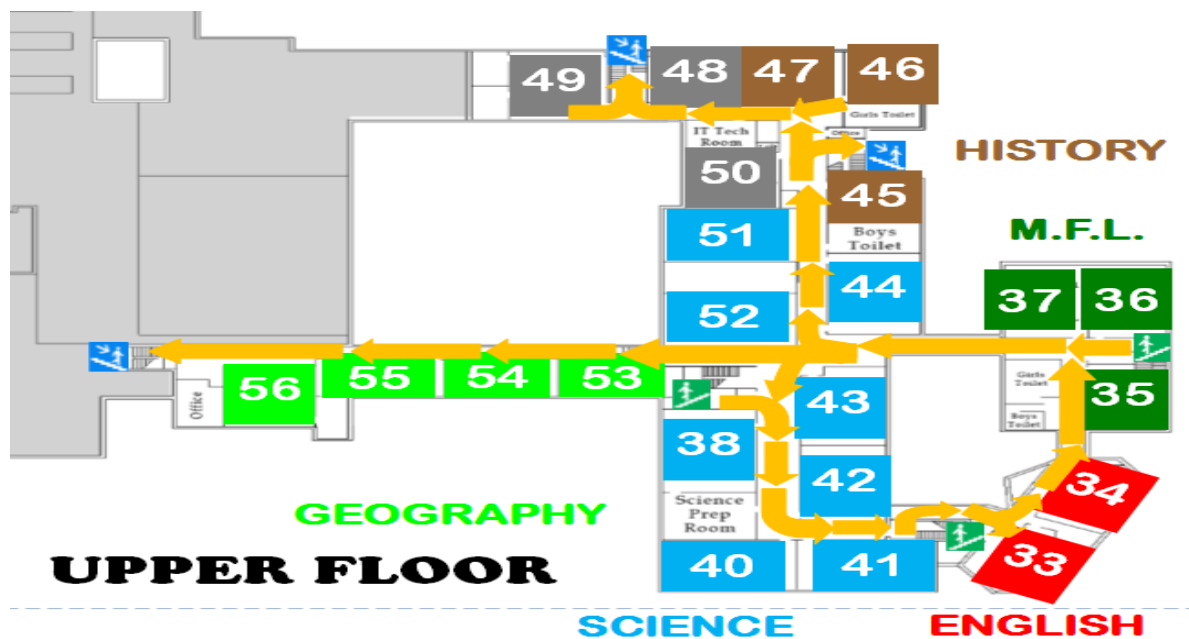 49
48
47
46
Girls Toilet
Office
IT Tech
Room
HISTORY
50
45
Boys
Toilet
51
M.F.L.
44
37
36
52
56
55
54
53
Office
43
Girls
Toilet
35
Boys
Toilet
38
42
34
Science
Prep
Room
GEOGRAPHY
UPPER FLOOR
40
41
33
SCIENCE
ENGLISH